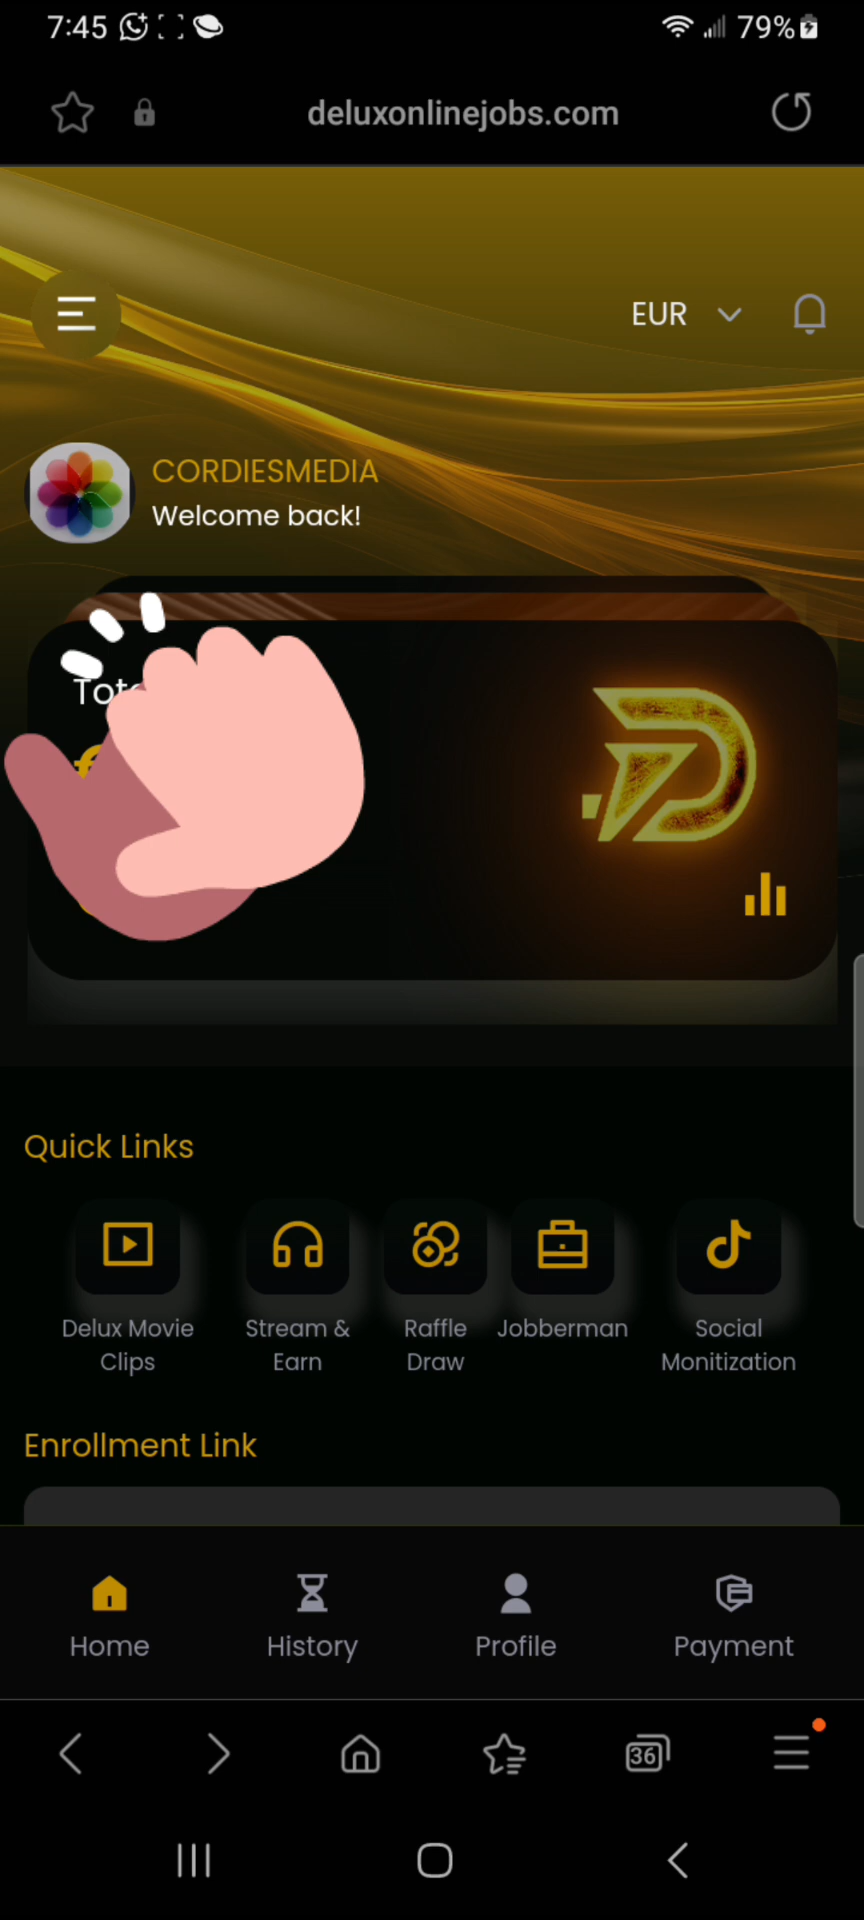 7:45
79%
deluxonlinejobs.com
EUR
CORDIESMEDIA
Welcome back!
Quick Links
Delux Movie
Clips
Stream &
Earn
Raffle
Draw
Jobberman
Social
Monitization
Enrollment Link
Home
History
Profile
Payment
36